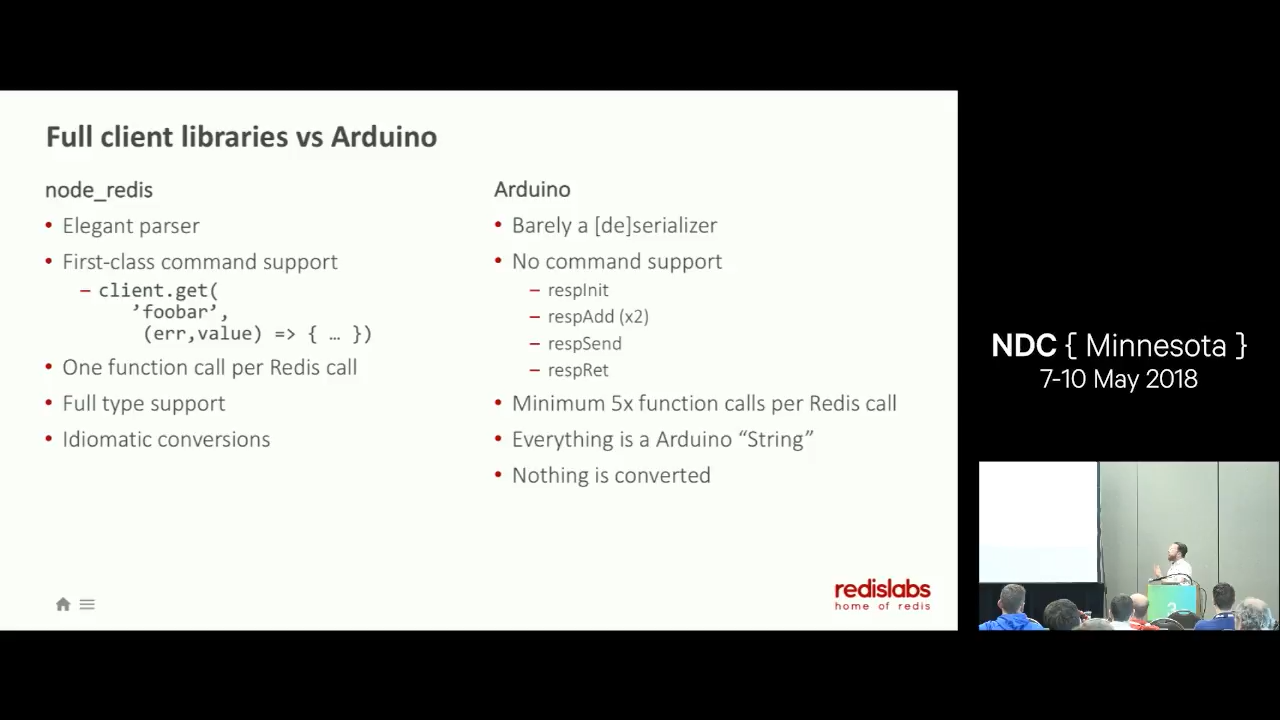 Full client libraries vs Arduino
node_redis
• Elegant parser
• First-class command support
– client.get(
’foobar’,
(err,value) => { … })
• One function call per Redis call
• Full type support
• Idiomatic conversions
Arduino
• Barely a [de]serializer
• No command support
– respInit
– respAdd (x2)
– respSend
– respRet
• Minimum 5x function calls per Redis call
• Everything is a Arduino “String”
• Nothing is converted
redislabs
home of redis
NDC { Minnesota }
7-10 May 2018